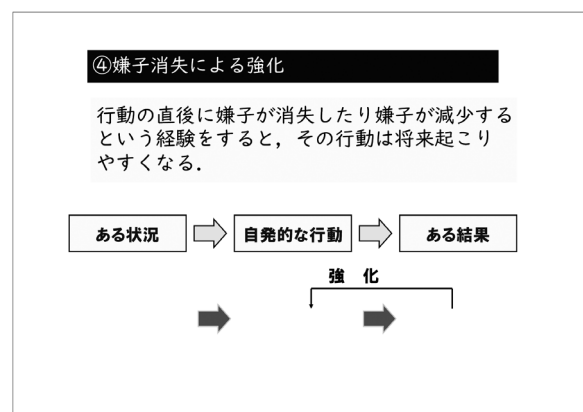 ④嫌子消失による強化
行動の直後に嫌子が消失したり嫌子が減少する
という経験をすると，その行動は将来起こり
やすくなる．
ある状況
自発的な行動
ある結果
強 化